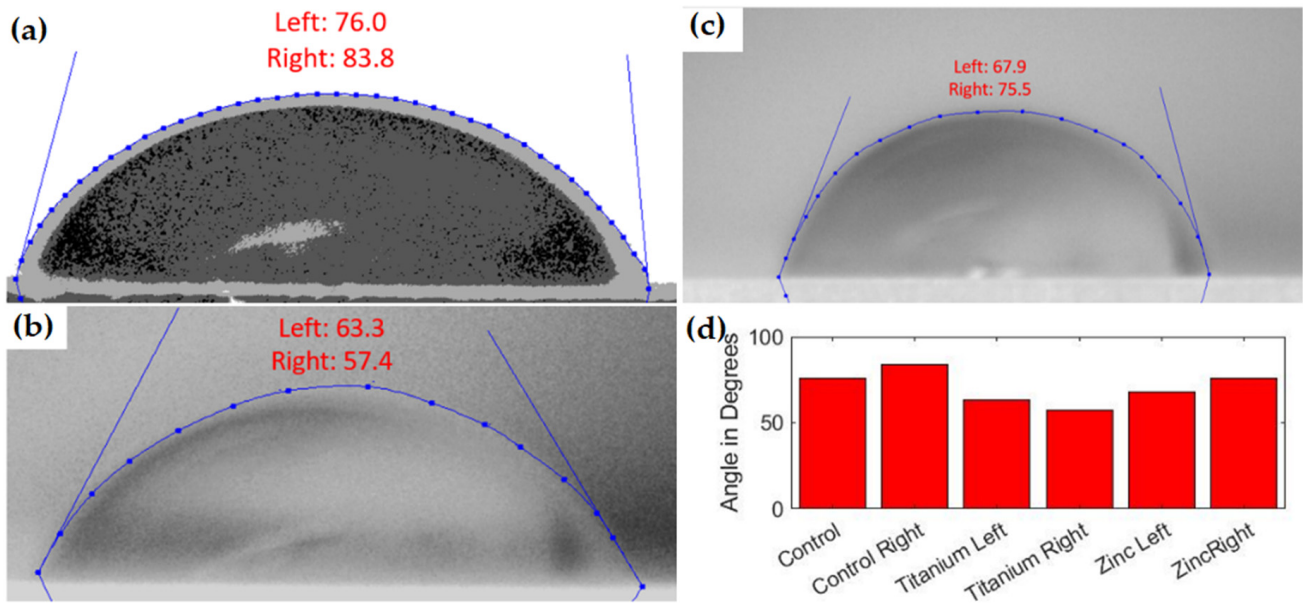 (a)
Left: 76.0
Right: 83.8
(b)
Left: 63.3
Right: 57.4
(c)
Left: 67.9
Right: 75.5
(d)
Angle in Degrees
100
50
0
Control
Control Right
Titanium Left
Titanium Right
Zinc Left
ZincRight